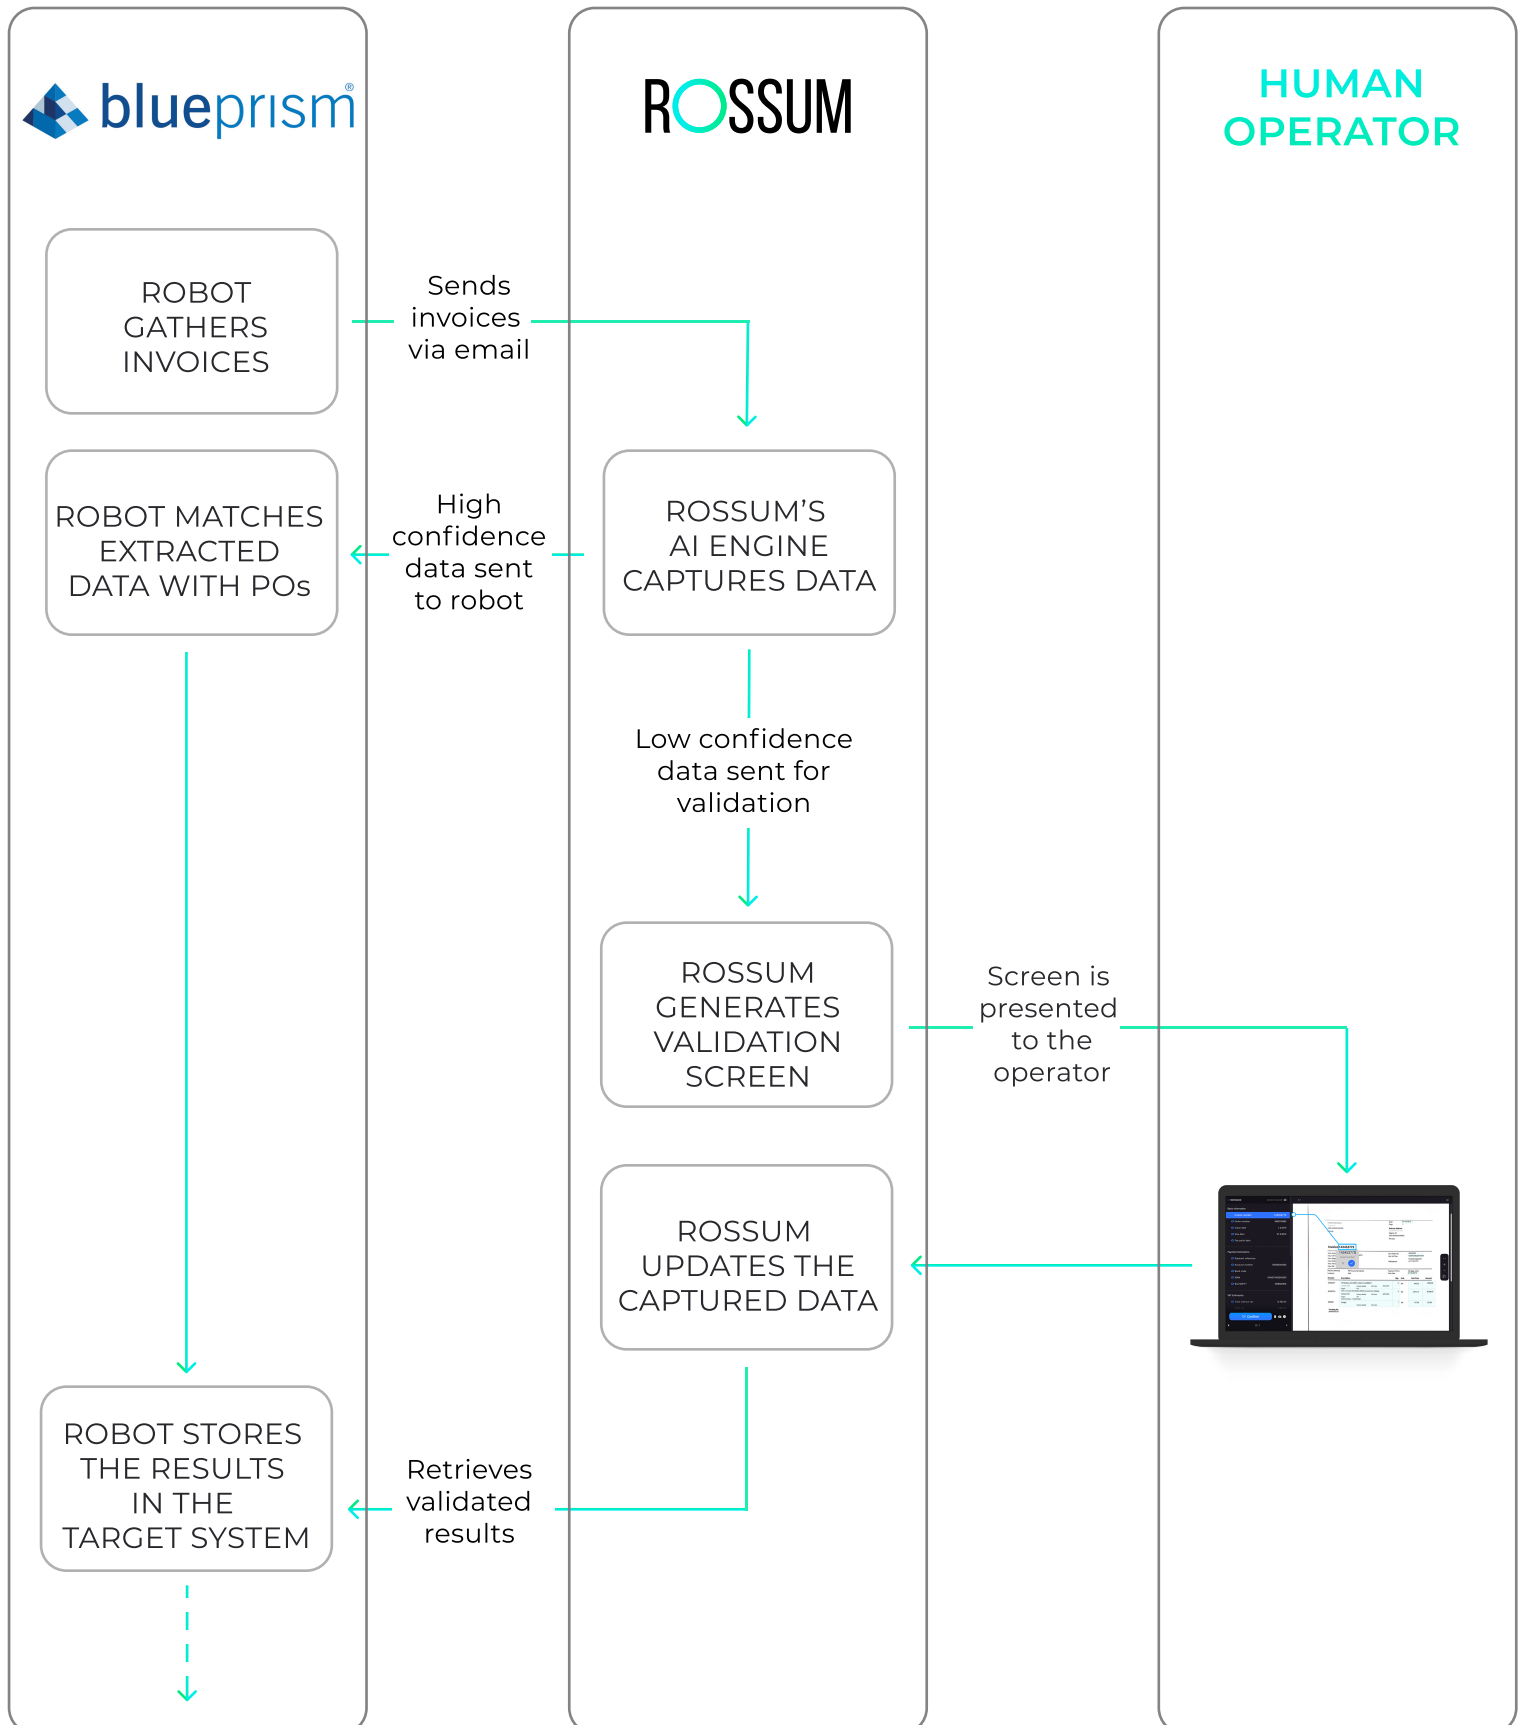 blueprism®
ROSSUM
HUMAN
OPERATOR
ROBOT
GATHERS
INVOICES
Sends
invoices
via email
ROBOT MATCHES
EXTRACTED
DATA WITH POs
High
confidence
data sent
to robot
ROSSUM’S
AI ENGINE
CAPTURES DATA
Low confidence
data sent for
validation
ROSSUM
GENERATES
VALIDATION
SCREEN
Screen is
presented
to the
operator
ROSSUM
UPDATES THE
CAPTURED DATA
ROBOT STORES
THE RESULTS
IN THE
TARGET SYSTEM
Retrieves
validated
results